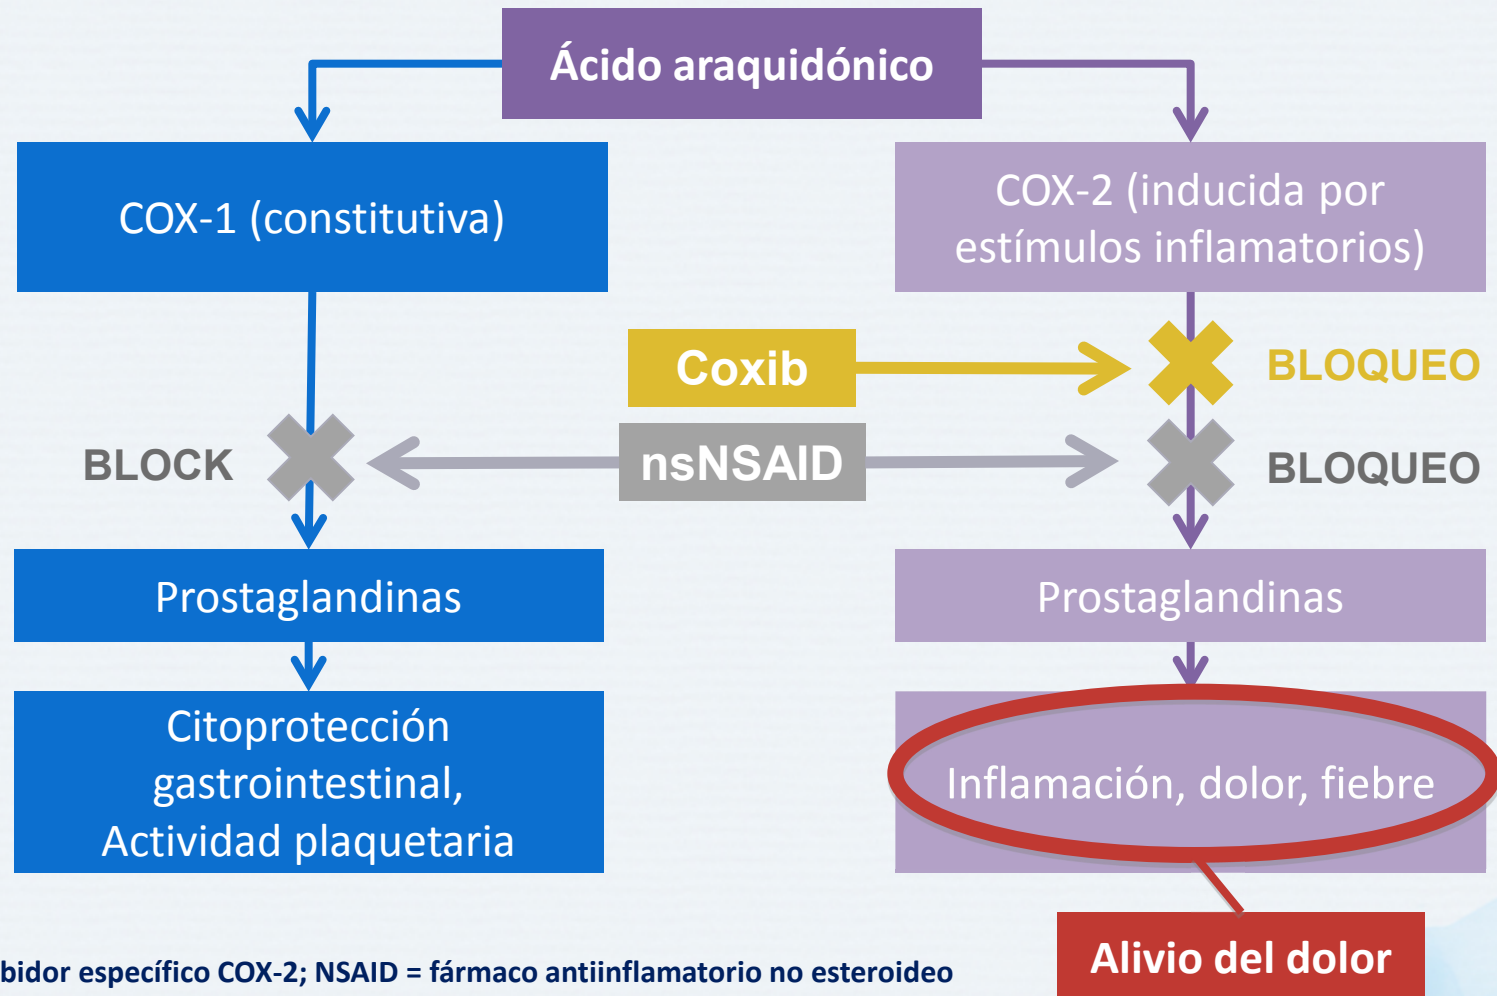 Ácido araquidónico
COX-1 (constitutiva)
COX-2 (inducida por
estímulos inflamatorios)
Coxib
BLOQUEO
BLOCK
nsNSAID
BLOQUEO
Prostaglandinas
Prostaglandinas
Citoprotección
gastrointestinal,
Actividad plaquetaria
Inflamación, dolor, fiebre
Alivio del dolor
bidor específico COX-2; NSAID = fármaco antiinflamatorio no esteroideo